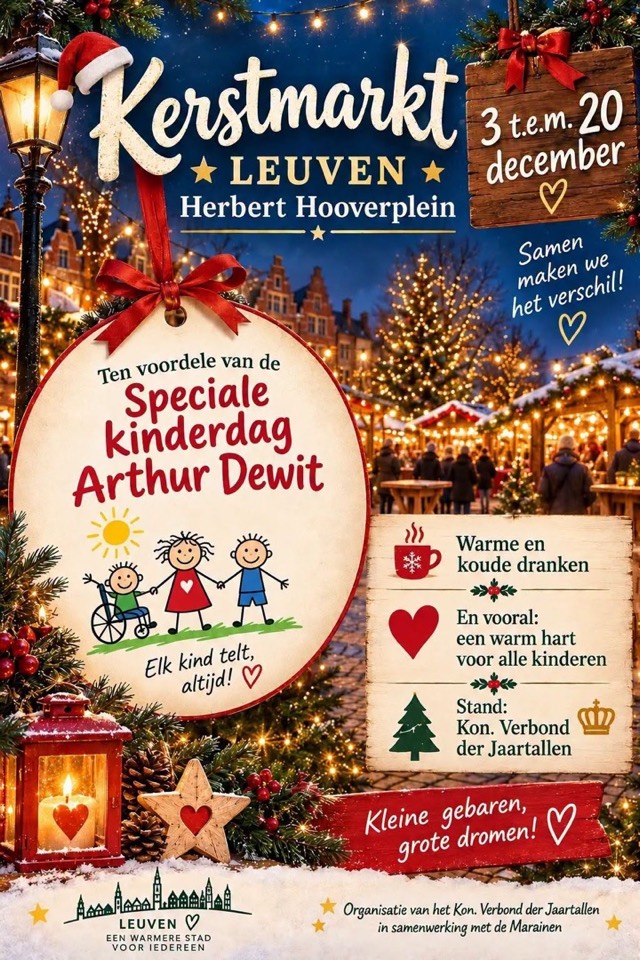 Kerstmarkt
LEUVEN
Herbert Hooverplein
3 t.e.m. 20
december
Samen
maken we
het verschil!
Ten voordele van de
Speciale
kinderdag
Arthur Dewit
Elk kind telt,
altijd!
Warme en
koude dranken
En vooral:
een warm hart
voor alle kinderen
Stand:
Kon. Verbond
der Jaartallen
Kleine gebaren,
grote dromen!
LEUVEN
EEN WARMERE STAD
VOOR IEDEREEN
Organisatie van het Kon. Verbond der Jaartallen
in samenwerking met de Marainen